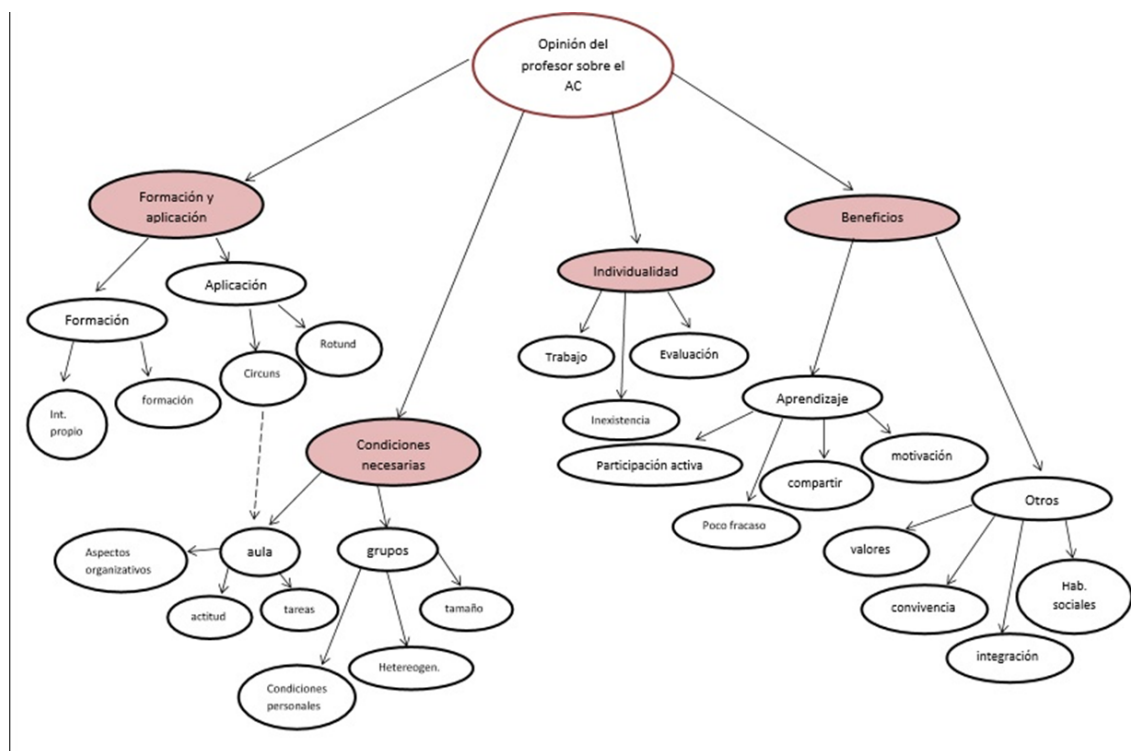 Opinión del
profesor sobre el
AC
Formación y
aplicación
Beneficios
Individualidad
Aplicación
Formación
Rotund
Circuns
Int.
propio
formación
Trabajo
Evaluación
Inexistencia
Aprendizaje
Condiciones
necesarias
Participación activa
compartir
motivación
Poco fracaso
Otros
Aspectos
organizativos
aula
grupos
actitud
tareas
tamaño
Hetereogen.
Condiciones
personales
valores
convivencia
integración
Hab.
sociales